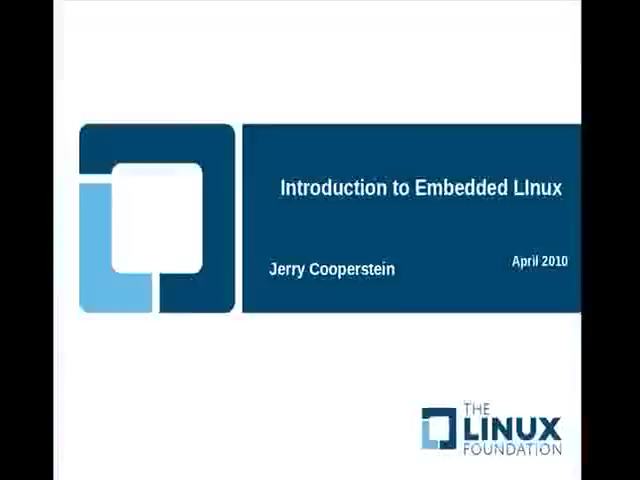 Introduction to Embedded LInux
Jerry Cooperstein
April 2010
THE
LINUX
FOUNDATION